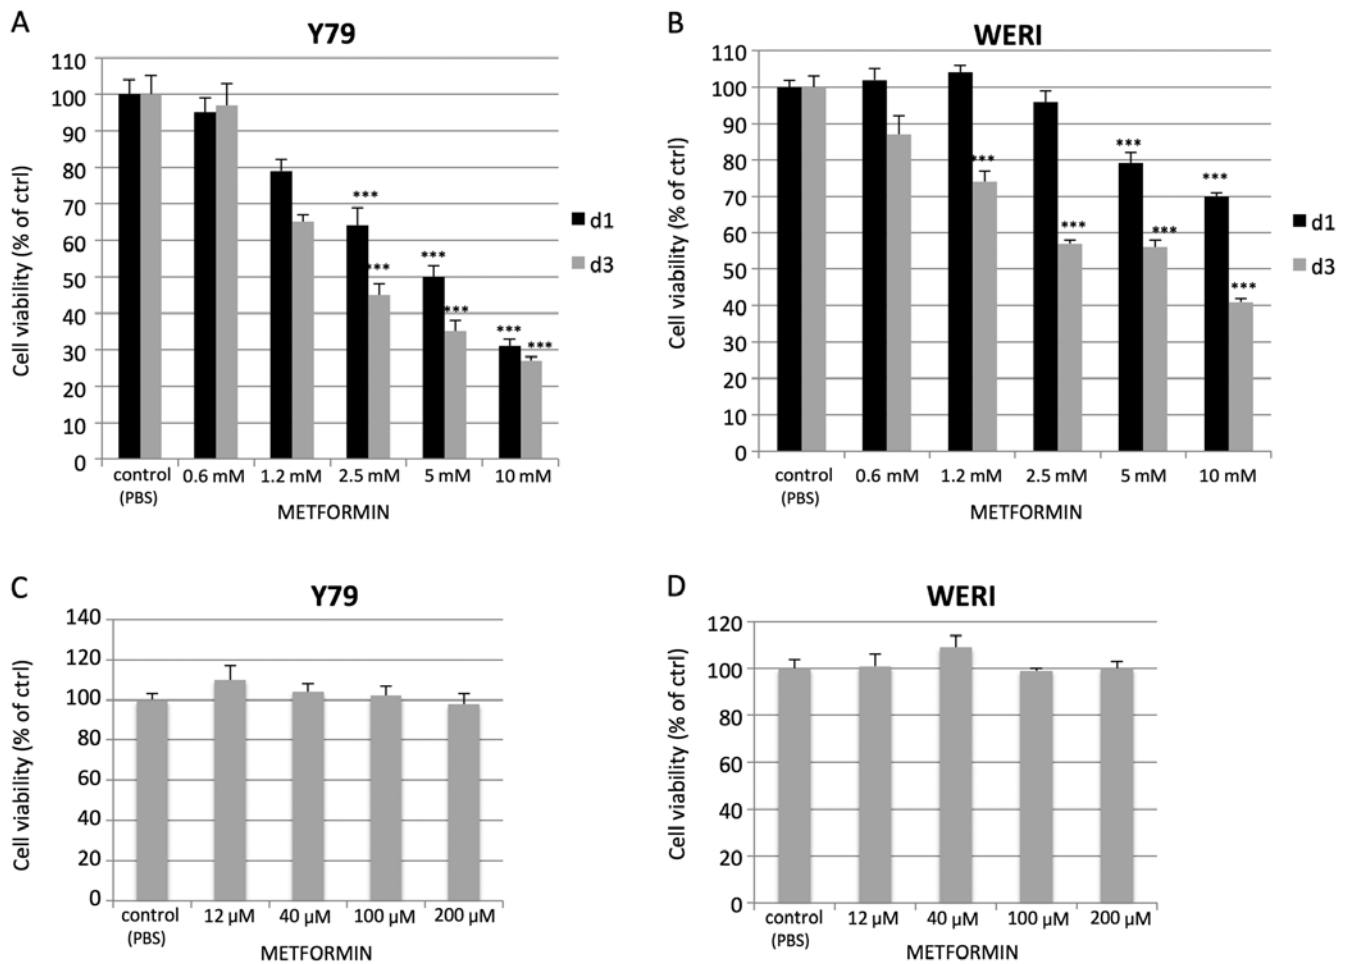 A
Y79
110
100
90
80
70
60
50
40
30
20
10
0
Cell viability (% of ctrl)
***
***
***
***
***
***
control
(PBS)
0.6 mM
1.2 mM
2.5 mM
5 mM
10 mM
METFORMIN
d1
d3
B
WERI
110
100
90
80
70
60
50
40
30
20
10
0
Cell viability (% of ctrl)
***
***
***
***
***
***
control
(PBS)
0.6 mM
1.2 mM
2.5 mM
5 mM
10 mM
METFORMIN
d1
d3
C
Y79
140
120
100
80
60
40
20
0
Cell viability (% of ctrl)
control
(PBS)
12 μM
40 μM
100 μM
200 μM
METFORMIN
D
WERI
120
100
80
60
40
20
0
Cell viability (% of ctrl)
control
(PBS)
12 μM
40 μM
100 μM
200 μM
METFORMIN